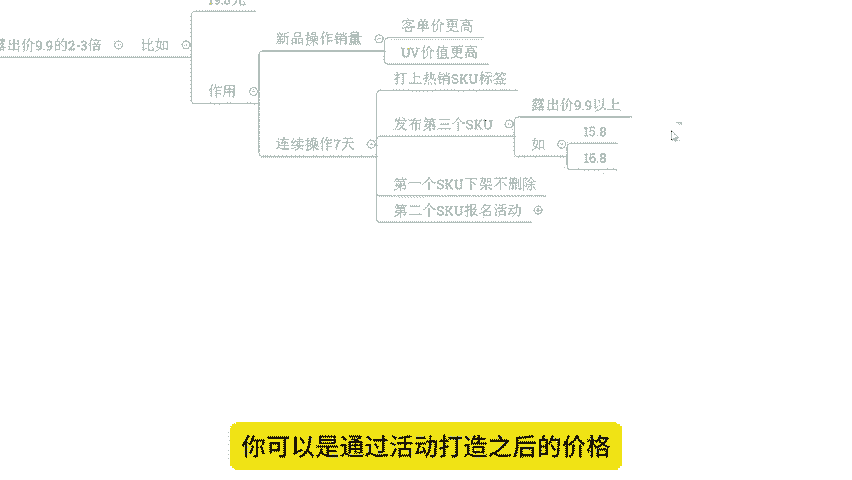 19.8元
露出价9.9的2-3倍
比如
作用
新品操作销量
客单价更高
UV价值更高
连续操作7天
打上热销SKU标签
发布第三个SKU
露出价9.9以上
如
15.8
16.8
第一个SKU下架不删除
第二个SKU报名活动
你可以是通过活动打造之后的价格